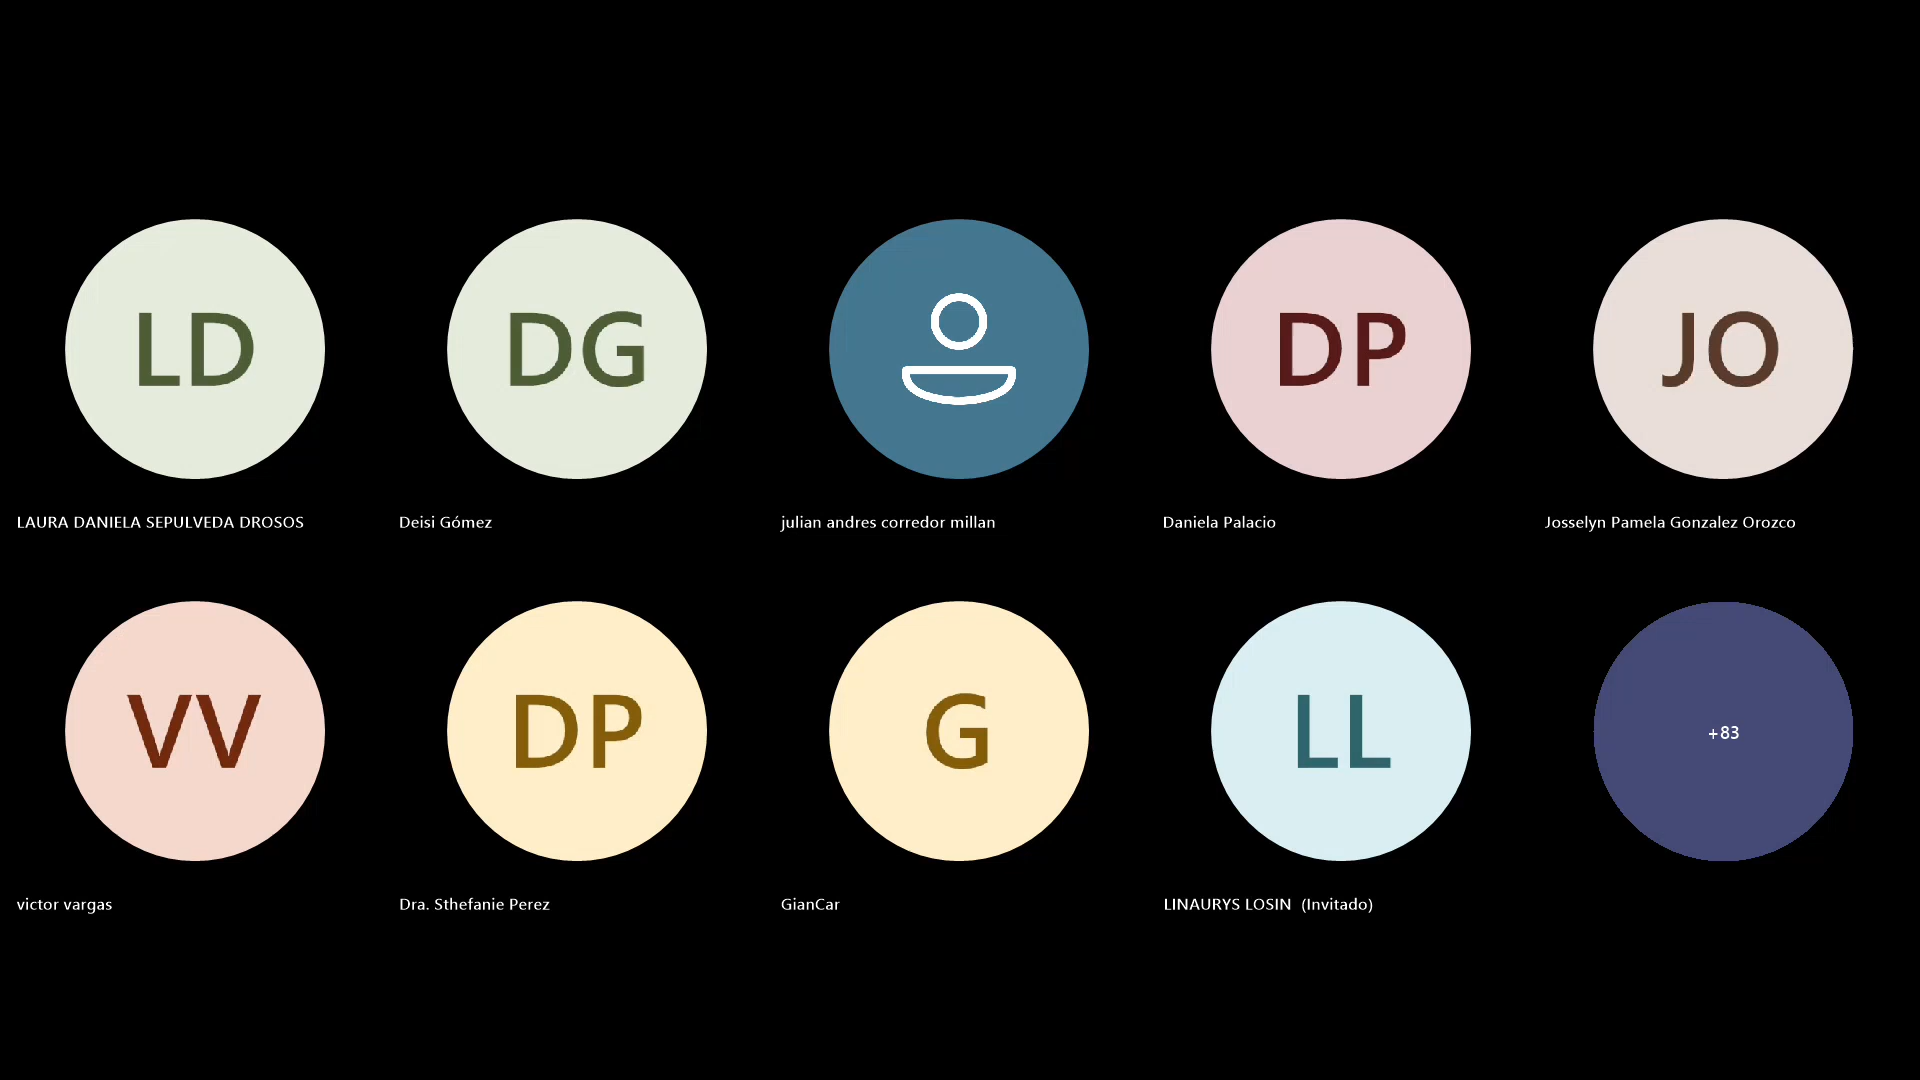 LD
DG
DP
JO
LAURA DANIELA SEPULVEDA DROSOS
Deisi Gómez
julian andres corredor millan
Daniela Palacio
Josselyn Pamela Gonzalez Orozco
VV
DP
G
LL
+83
victor vargas
Dra. Sthefanie Perez
GianCar
LINAURYS LOSIN (Invitado)